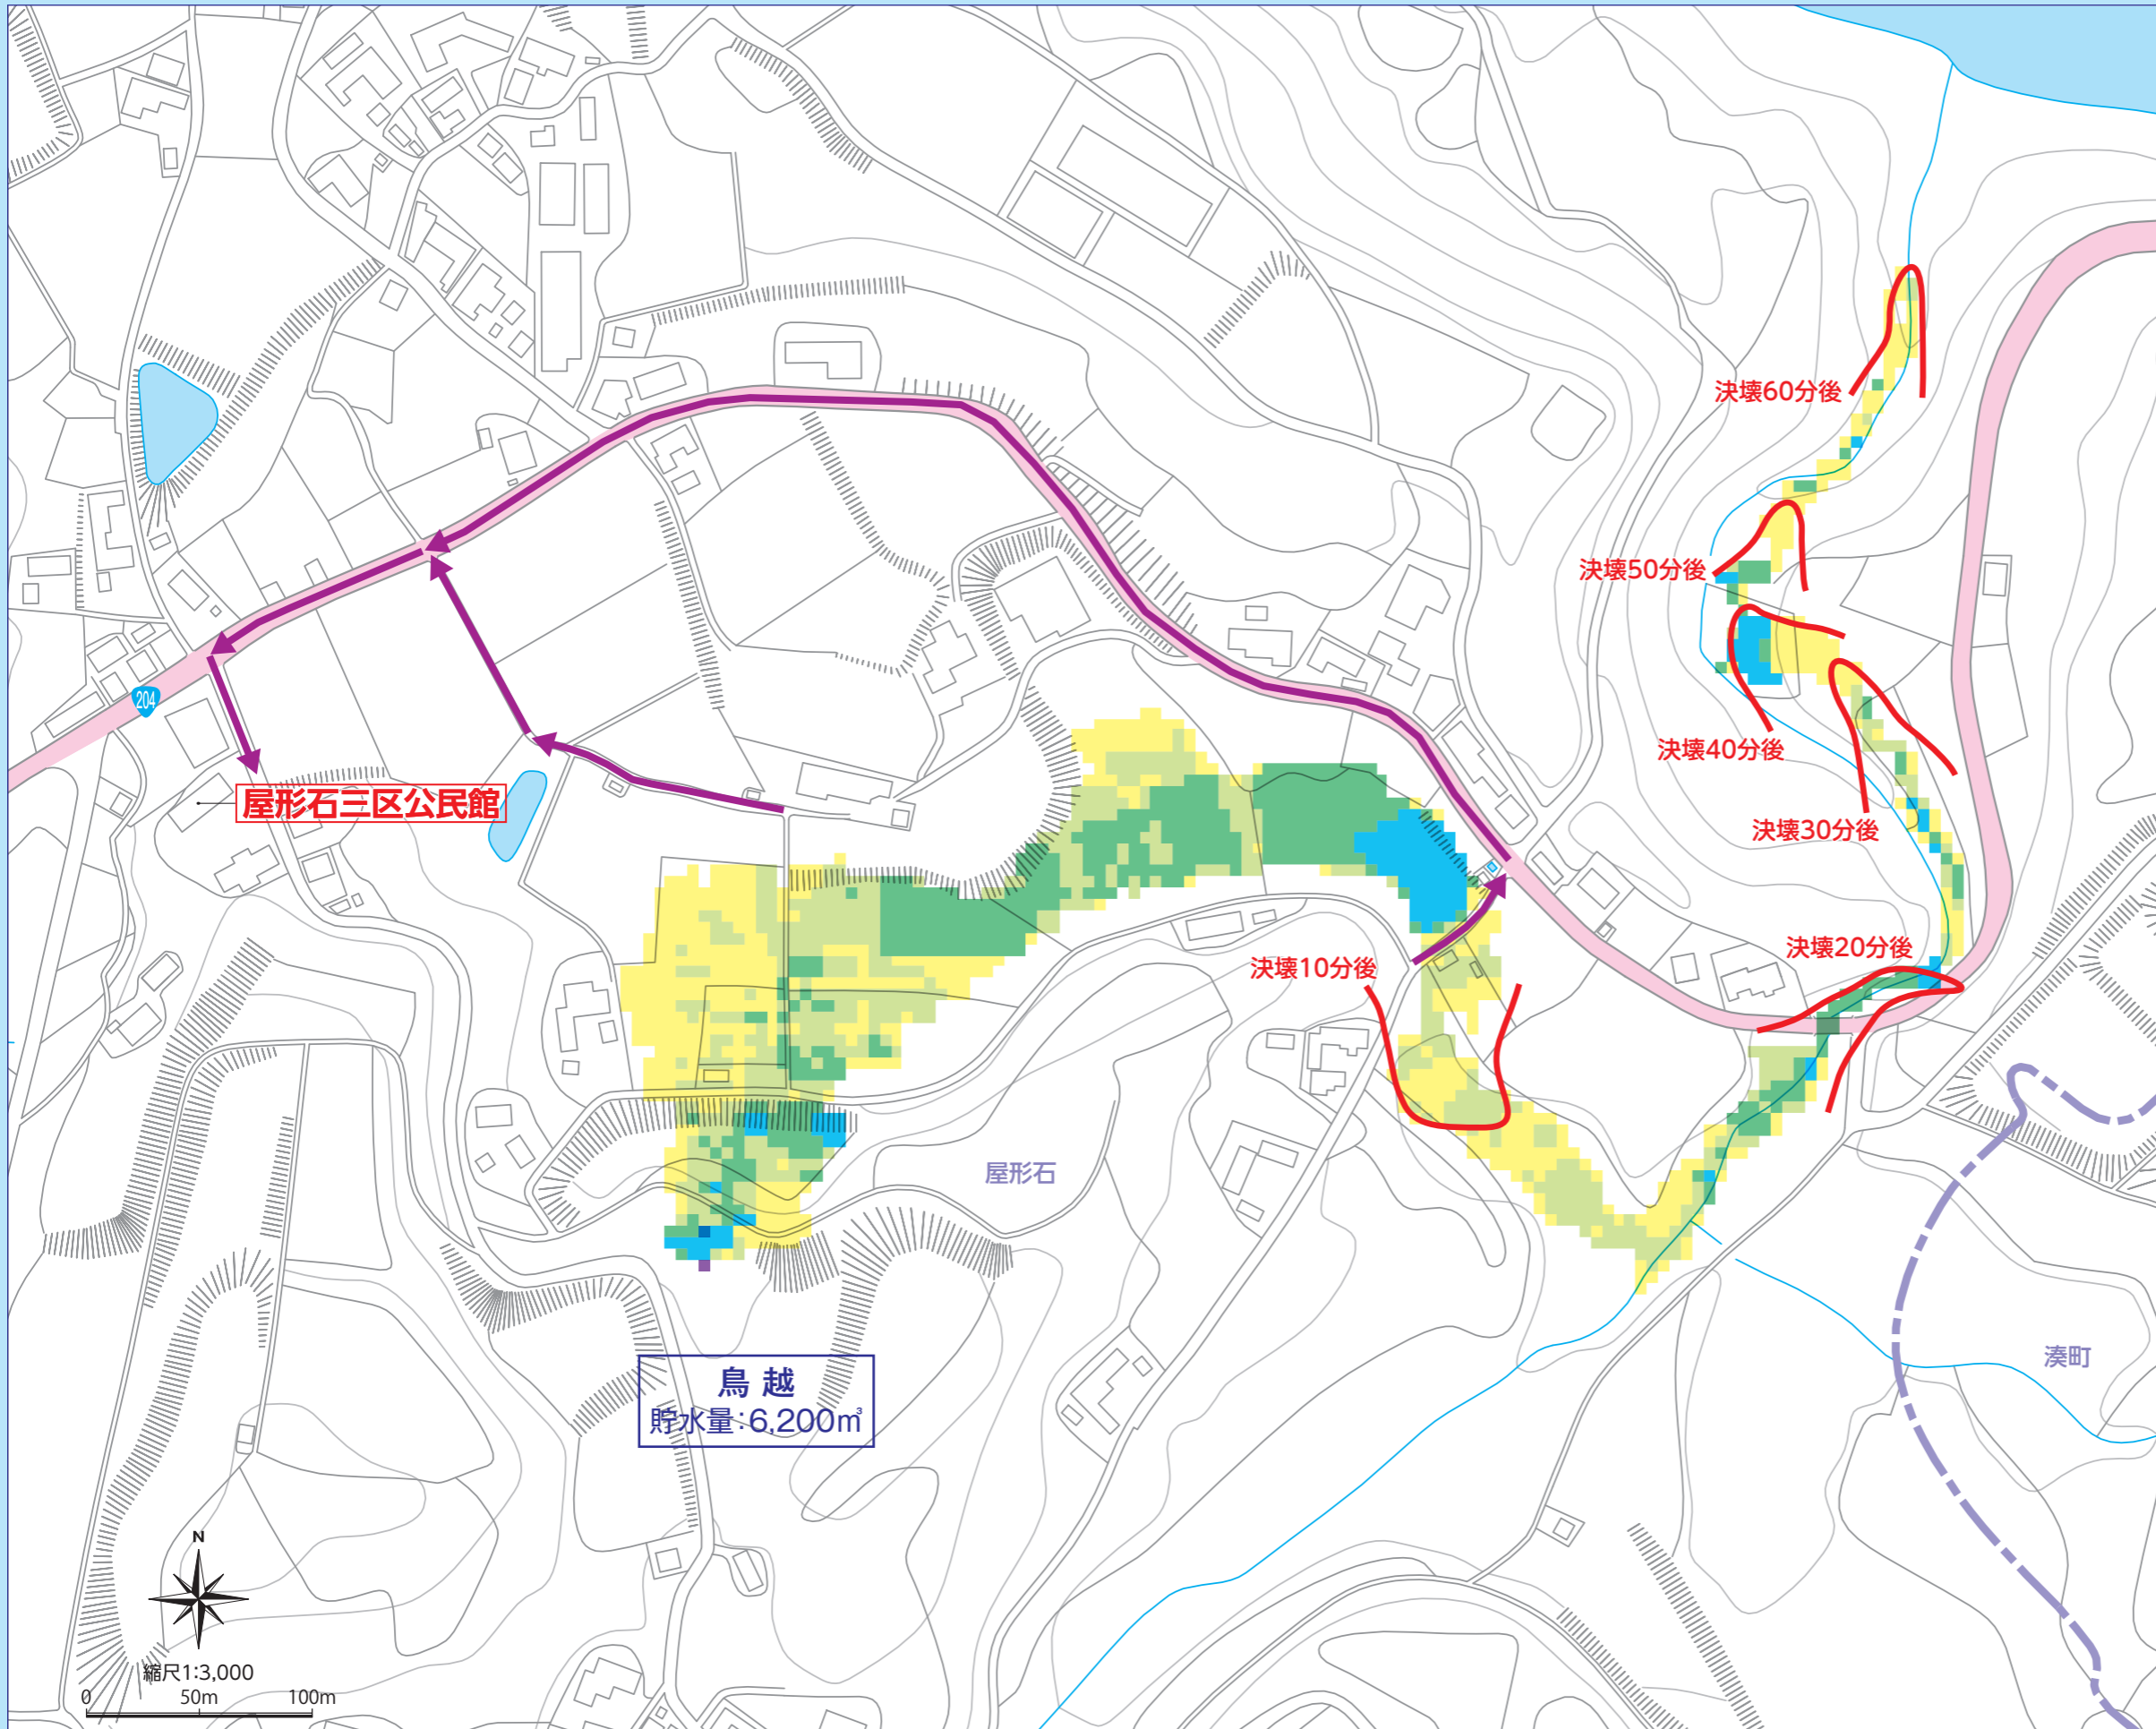 決壊60分後
決壊50分後
決壊40分後
決壊30分後
決壊20分後
決壊10分後
204
屋形石三区公民館
屋形石
湊町
鳥越
貯水量:6,200㎥
N
縮尺1:3,000
0 50m 100m